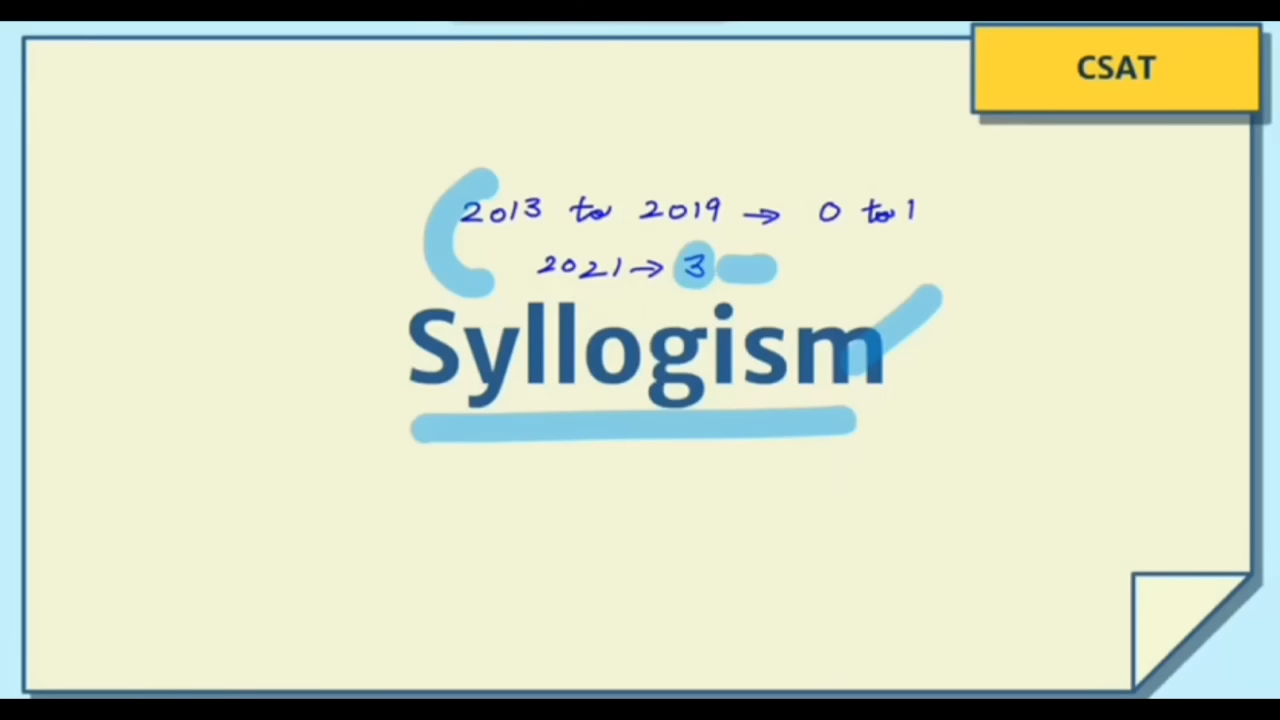 CSAT
2013 to 2019 → 0 to 1
2021 → 3
Syllogism